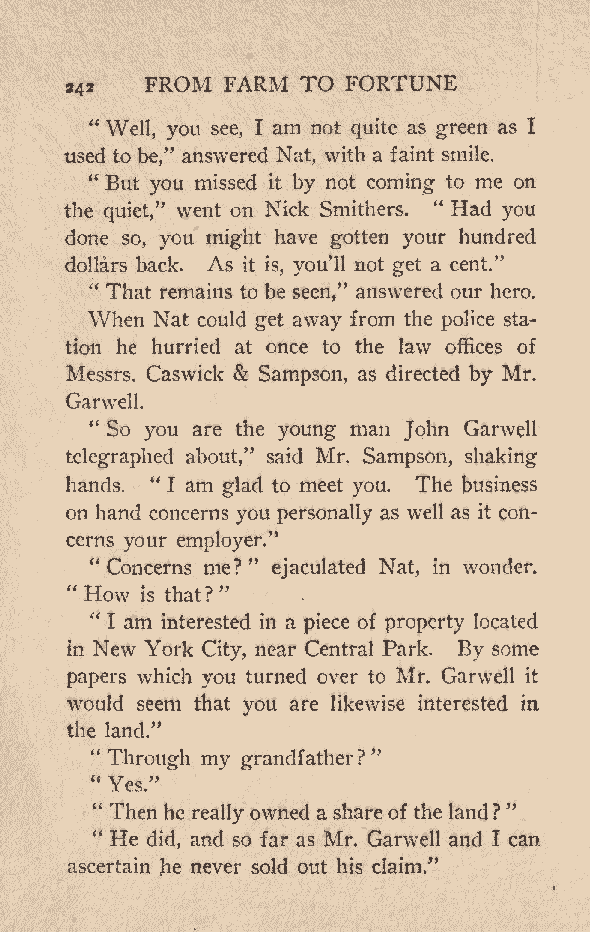 242 FROM FARM TO FORTUNE
“ Well, you see, I am not quite as green as I
used to be,” answered Nat, with a faint smile.
“ But you missed it by not coming to me on
the quiet,” went on Nick Smithers. “ Had you
done so, you might have gotten your hundred
dollars back. As it is, you’ll not get a cent.”
“ That remains to be seen,” answered our hero.
When Nat could get away from the police sta-
tion he hurried at once to the law offices of
Messrs. Caswick & Sampson, as directed by Mr.
Garwell.
“ So you are the young man John Garwell
telegraphed about,” said Mr. Sampson, shaking
hands. “ I am glad to meet you. The business
on hand concerns you personally as well as it con-
cerns your employer.”
“ Concerns me? ” ejaculated Nat, in wonder.
“ How is that? ”
“ I am interested in a piece of property located
in New York City, near Central Park. By some
papers which you turned over to Mr. Garwell it
would seem that you are likewise interested in
the land.”
“ Through my grandfather? ”
“ Yes.”
“ Then he really owned a share of the land? ”
“ He did, and so far as Mr. Garwell and I can
ascertain he never sold out his claim.”